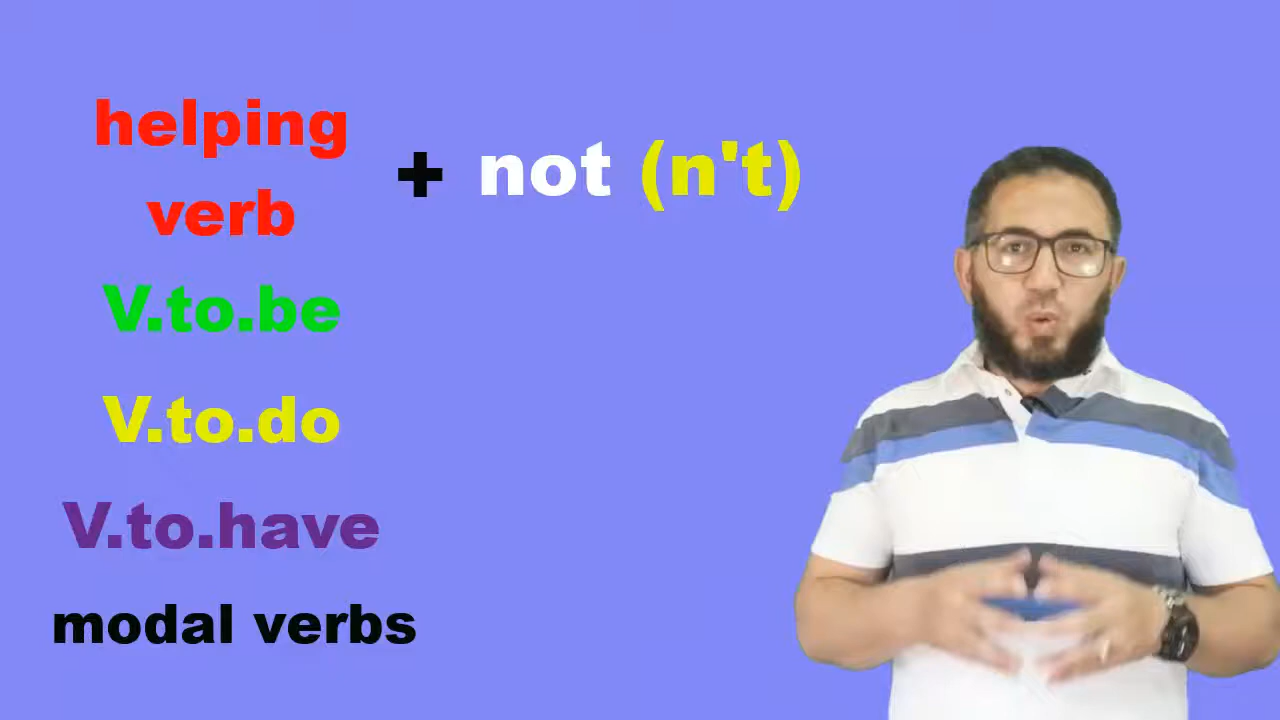 helping
verb
+ not (n't)
V.to.be
V.to.do
V.to.have
modal verbs